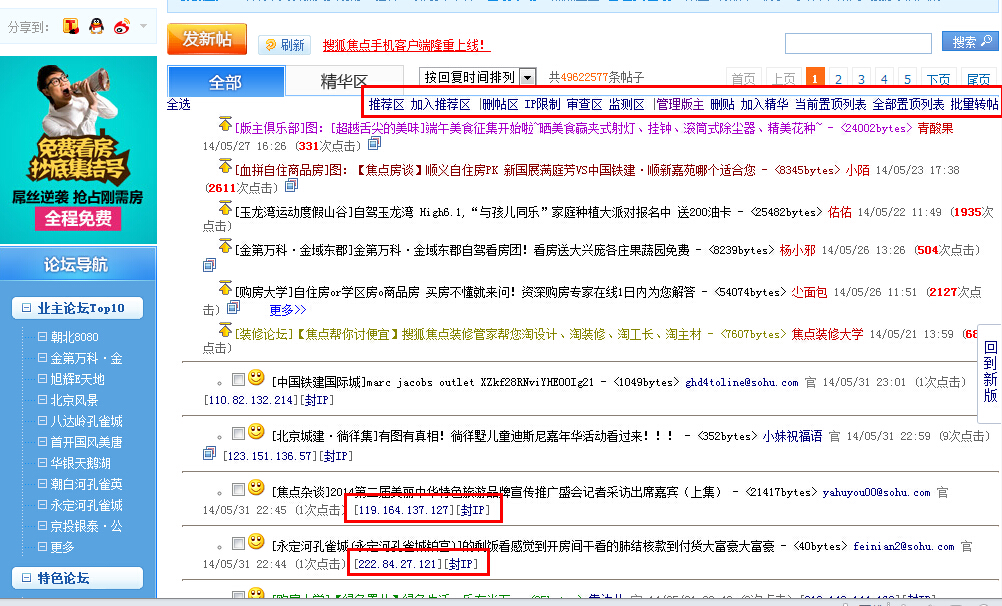 分享到：
免费看房
抄底集结号
屌丝逆袭 抢占刚需房
全程免费
论坛导航
业主论坛Top10
朝北8080
金第万科·金
旭辉E天地
北京风景
八达岭孔雀城
首开国风美唐
华银天鹅湖
潮白河孔雀英
永定河孔雀城
京投银泰·公
更多
特色论坛
发新帖 刷新 搜狐焦点手机客户端隆重上线！
搜索
全部 精华区 按回复时间排列 共49622577条帖子 首页 上页 1 2 3 4 5 下页 尾页
全选 推荐区 加入推荐区 |删帖区 IP限制 审查区 监测区 |管理版主 删贴 加入精华 当前置顶列表 全部置顶列表 批量转帖
[版主俱乐部]图：[超越舌尖的美味]端午美食征集开始啦~晒美食赢夹式射灯、挂钟、滚筒式除尘器、精美花种~ - <24002bytes> 青酸果
14/05/27 16:26 (331次点击)
[血拼自住商品房]图：【焦点房谈】顺义自住房PK 新国展满庭芳VS中国铁建·顺新嘉苑哪个适合您 - <8345bytes> 小陌 14/05/23 17:38
(2611次点击)
[玉龙湾运动度假山谷]自驾玉龙湾 High6.1,“与孩儿同乐”家庭种植大派对报名中 送200油卡 - <25482bytes> 佑佑 14/05/22 11:49 (1935次
点击)
[金第万科·金域东郡]金第万科·金域东郡自驾看房团！看房送大兴庞各庄果蔬园免费 - <8239bytes> 杨小邪 14/05/26 13:26 (504次点击)
[购房大学]自住房or学区房o商品房 买房不懂就来问！资深购房专家在线1日内为您解答 - <54074bytes> 尘面包 14/05/26 11:51 (2127次点
击) 更多>>
[装修论坛]【焦点帮你讨便宜】搜狐焦点装修管家帮您淘设计、淘装修、淘工长、淘主材 - <7607bytes> 焦点装修大学 14/05/21 13:59 (68
点击)
回到新版
[中国铁建国际城]marc jacobs outlet XZkf28RNviYHEOOIg21 - <1049bytes> ghd4toline@sohu.com 官 14/05/31 23:01 (1次点击)
[110.82.132.214][封IP]
[北京城建·徜徉集]有图有真相！徜徉墅儿童迪斯尼嘉年华活动看过来！！！ - <352bytes> 小妹祝福语 官 14/05/31 22:59 (9次点击)
[123.151.136.57][封IP]
[焦点杂谈]2014第二届美丽中华特色旅游品牌宣传推广盛会记者采访出席嘉宾（上集） - <21417bytes> yahuyou00@sohu.com 官
14/05/31 22:45 (1次点击) [119.164.137.127][封IP]
[永定河孔雀城(永定河孔雀城铂宫)]的剩饭看感觉到开房间干看的肺结核款到付货大富豪大富豪 - <40bytes> feinian2@sohu.com 官
14/05/31 22:44 (1次点击) [222.84.27.121][封IP]